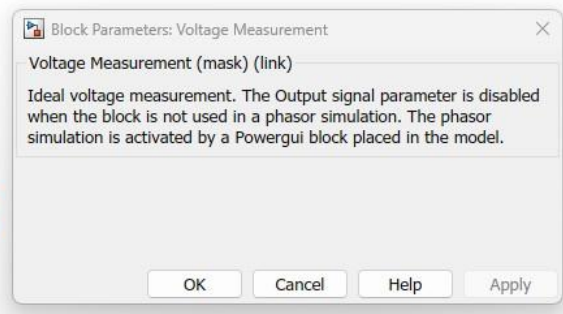 Block Parameters: Voltage Measurement
Voltage Measurement (mask) (link)
Ideal voltage measurement. The Output signal parameter is disabled
when the block is not used in a phasor simulation. The phasor
simulation is activated by a Powergui block placed in the model.
OK Cancel Help Apply